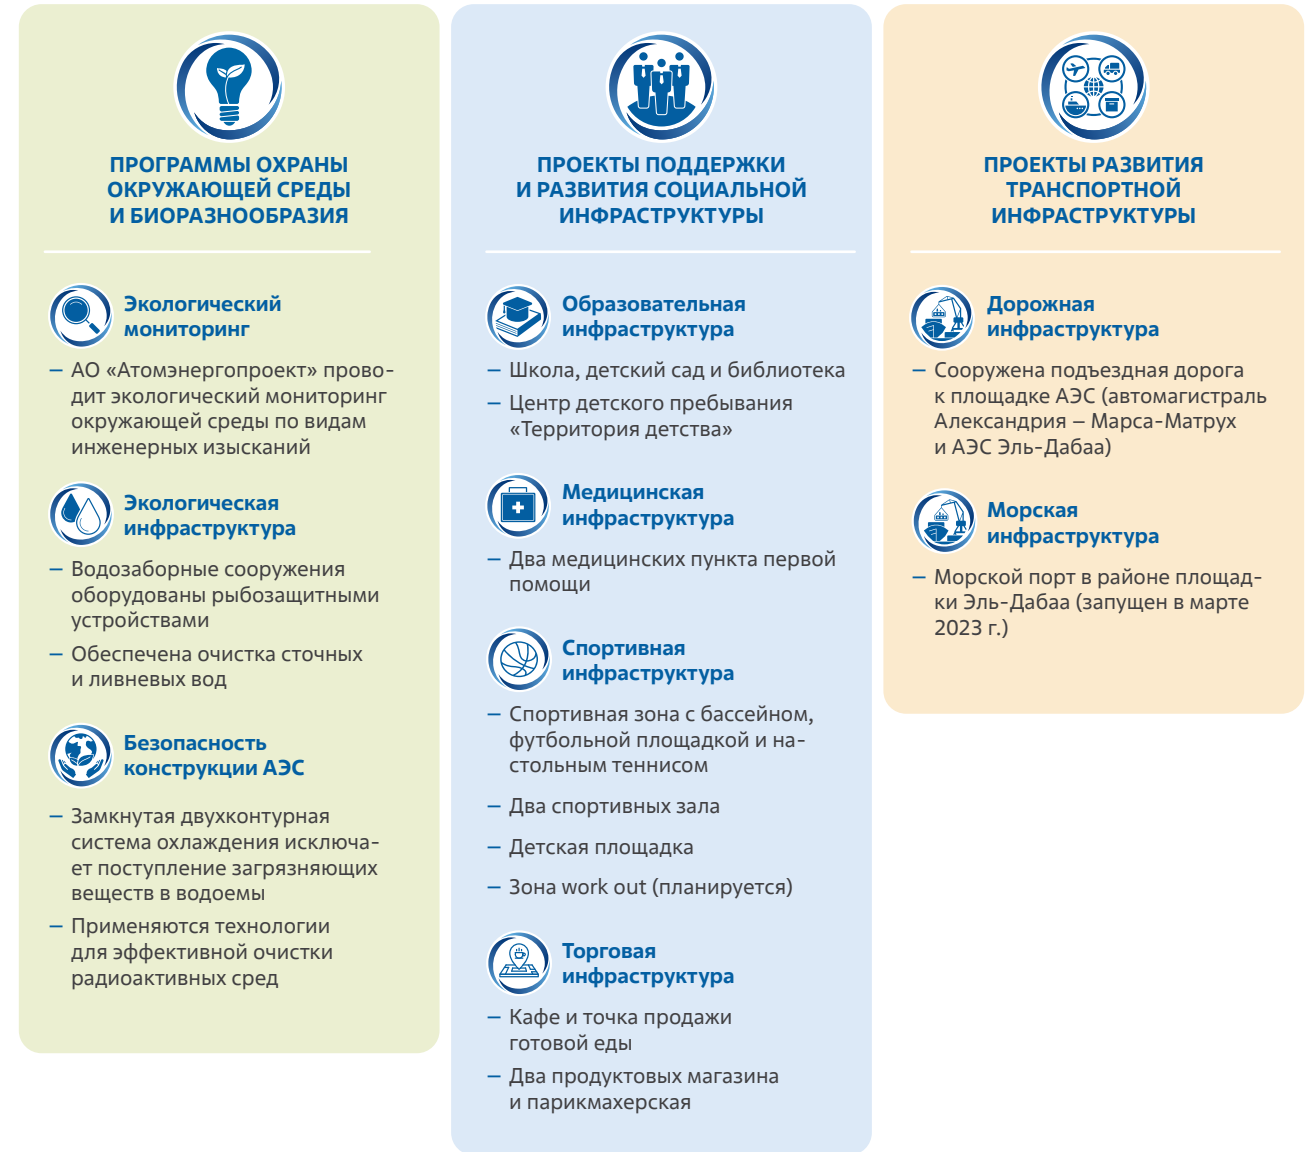 ПРОГРАММЫ ОХРАНЫ
ОКРУЖАЮЩЕЙ СРЕДЫ
И БИОРАЗНООБРАЗИЯ
Экологический
мониторинг
– АО «Атомэнергопроект» прово-
дит экологический мониторинг
окружающей среды по видам
инженерных изысканий
Экологическая
инфраструктура
– Водозаборные сооружения
оборудованы рыбозащитными
устройствами
– Обеспечена очистка сточных
и ливневых вод
Безопасность
конструкции АЭС
– Замкнутая двухконтурная
система охлаждения исключа-
ет поступление загрязняющих
веществ в водоемы
– Применяются технологии
для эффективной очистки
радиоактивных сред
ПРОЕКТЫ ПОДДЕРЖКИ
И РАЗВИТИЯ СОЦИАЛЬНОЙ
ИНФРАСТРУКТУРЫ
Образовательная
инфраструктура
– Школа, детский сад и библиотека
– Центр детского пребывания
«Территория детства»
Медицинская
инфраструктура
– Два медицинских пункта первой
помощи
Спортивная
инфраструктура
– Спортивная зона с бассейном,
футбольной площадкой и на-
стольным теннисом
– Два спортивных зала
– Детская площадка
– Зона work out (планируется)
Торговая
инфраструктура
– Кафе и точка продажи
готовой еды
– Два продуктовых магазина
и парикмахерская
ПРОЕКТЫ РАЗВИТИЯ
ТРАНСПОРТНОЙ
ИНФРАСТРУКТУРЫ
Дорожная
инфраструктура
– Сооружена подъездная дорога
к площадке АЭС (автомагистраль
Александрия – Марса-Матрух
и АЭС Эль-Дабаа)
Морская
инфраструктура
– Морской порт в районе площад-
ки Эль-Дабаа (запущен в марте
2023 г.)